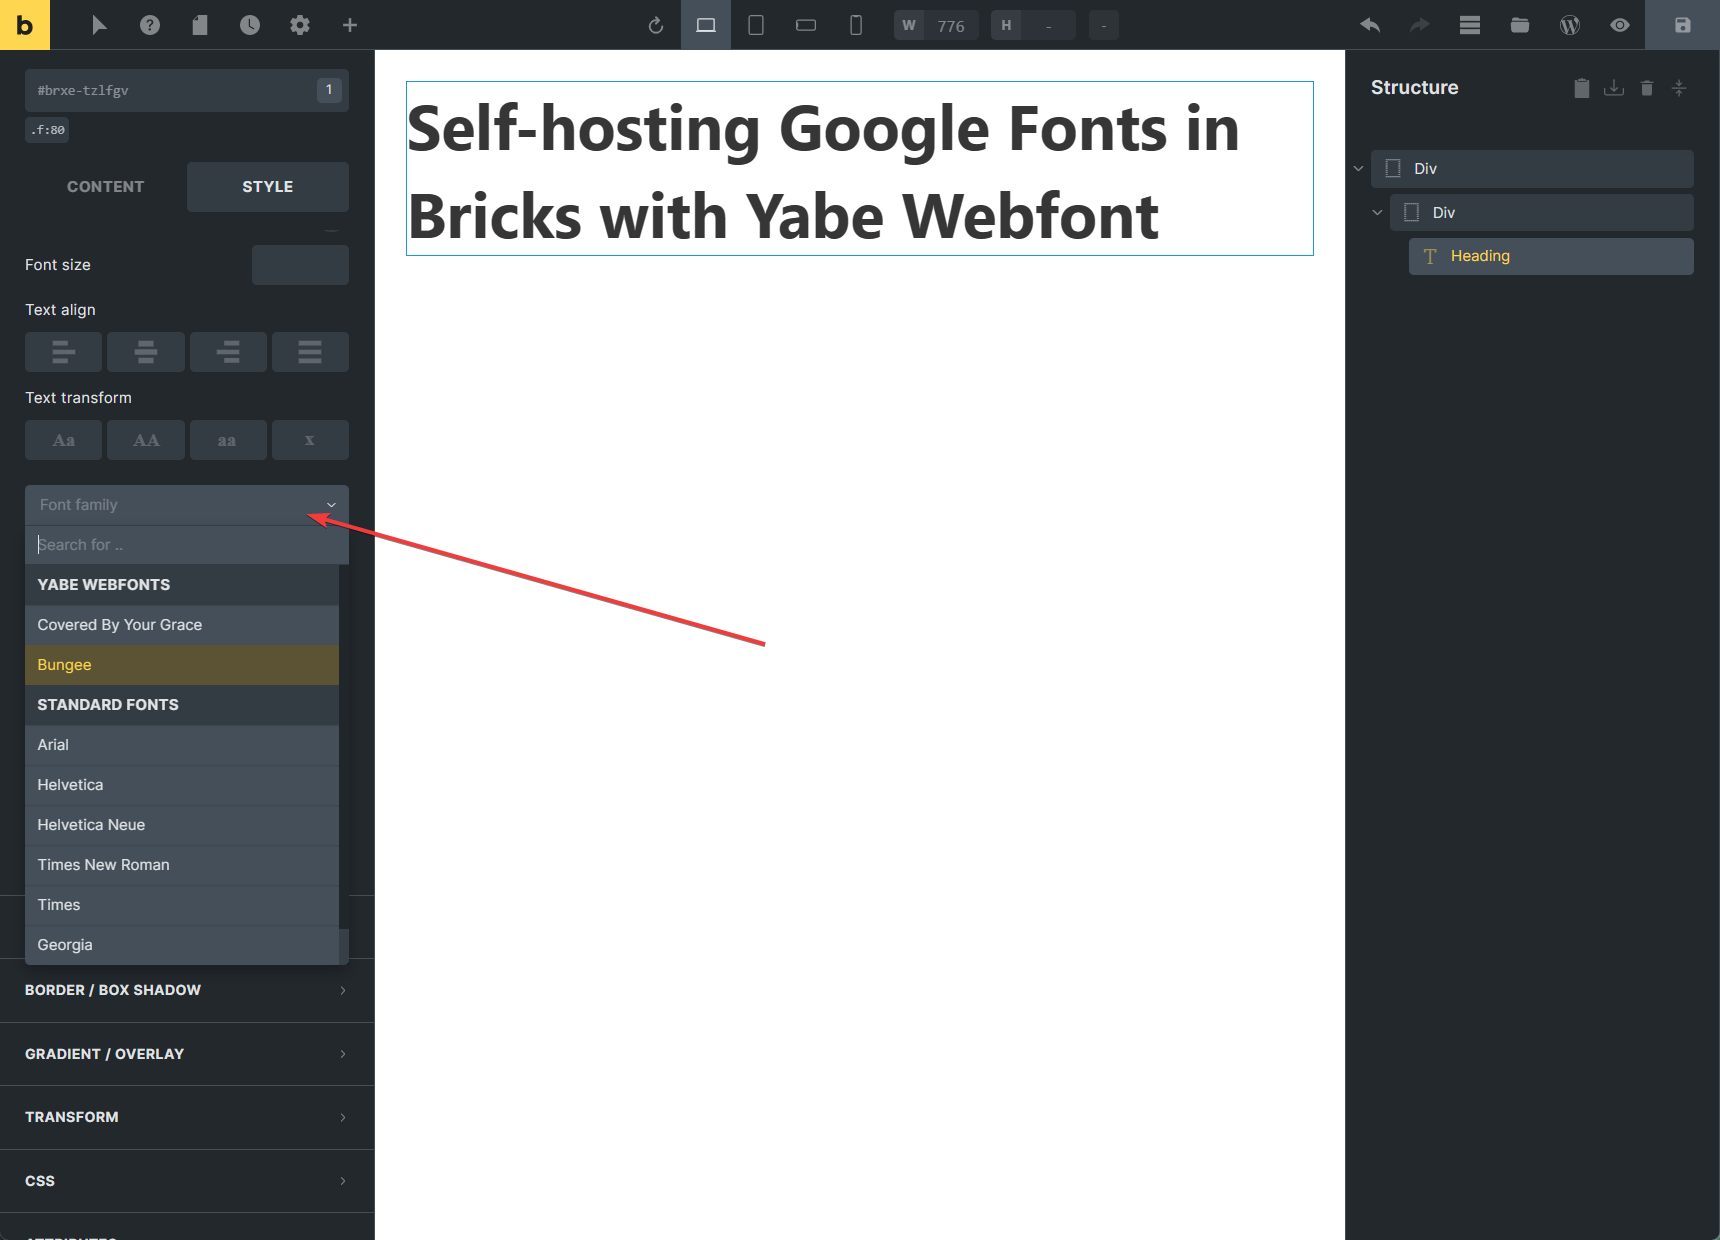 b
W 776
H -
-
#brxe-tzlfgv 1
.f:80
CONTENT
STYLE
Font size
Text align
Text transform
Aa
AA
aa
x
Font family
Search for ..
YABE WEBFONTS
Covered By Your Grace
Bungee
STANDARD FONTS
Arial
Helvetica
Helvetica Neue
Times New Roman
Times
Georgia
BORDER / BOX SHADOW
GRADIENT / OVERLAY
TRANSFORM
CSS
ATTRIBUTES
Self-hosting Google Fonts in
Bricks with Yabe Webfont
Structure
Div
Div
T Heading